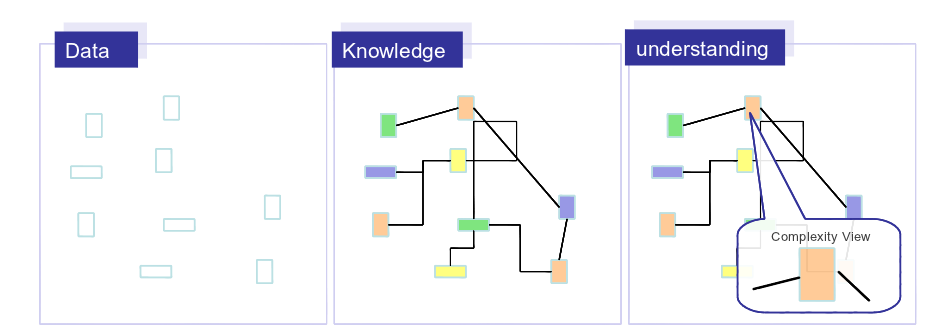 Data
Knowledge
understanding
Complexity View